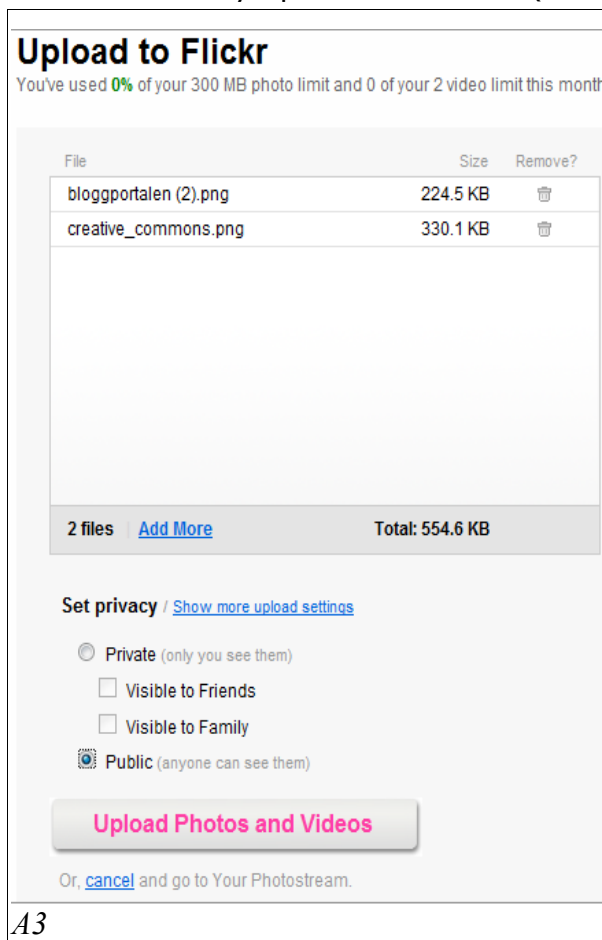 Upload to Flickr
You've used 0% of your 300 MB photo limit and 0 of your 2 video limit this month
File Size Remove?
bloggportalen (2).png 224.5 KB
creative_commons.png 330.1 KB
2 files | Add More Total: 554.6 KB
Set privacy / Show more upload settings
Private (only you see them)
Visible to Friends
Visible to Family
Public (anyone can see them)
Upload Photos and Videos
Or, cancel and go to Your Photostream.
A3